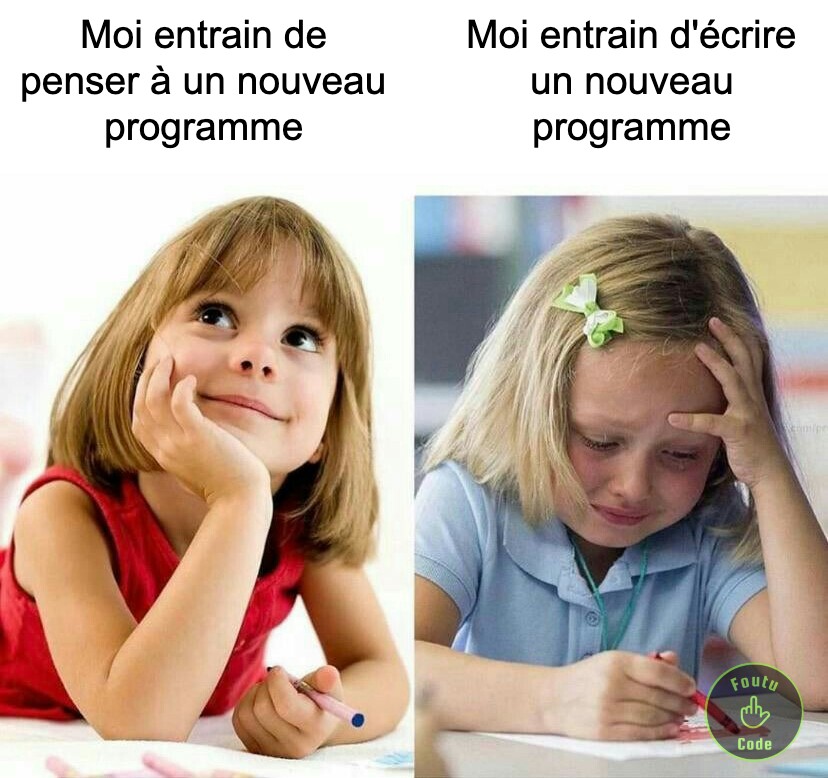 Moi entrain de
penser à un nouveau
programme
Moi entrain d'écrire
un nouveau
programme
Foutu
Code